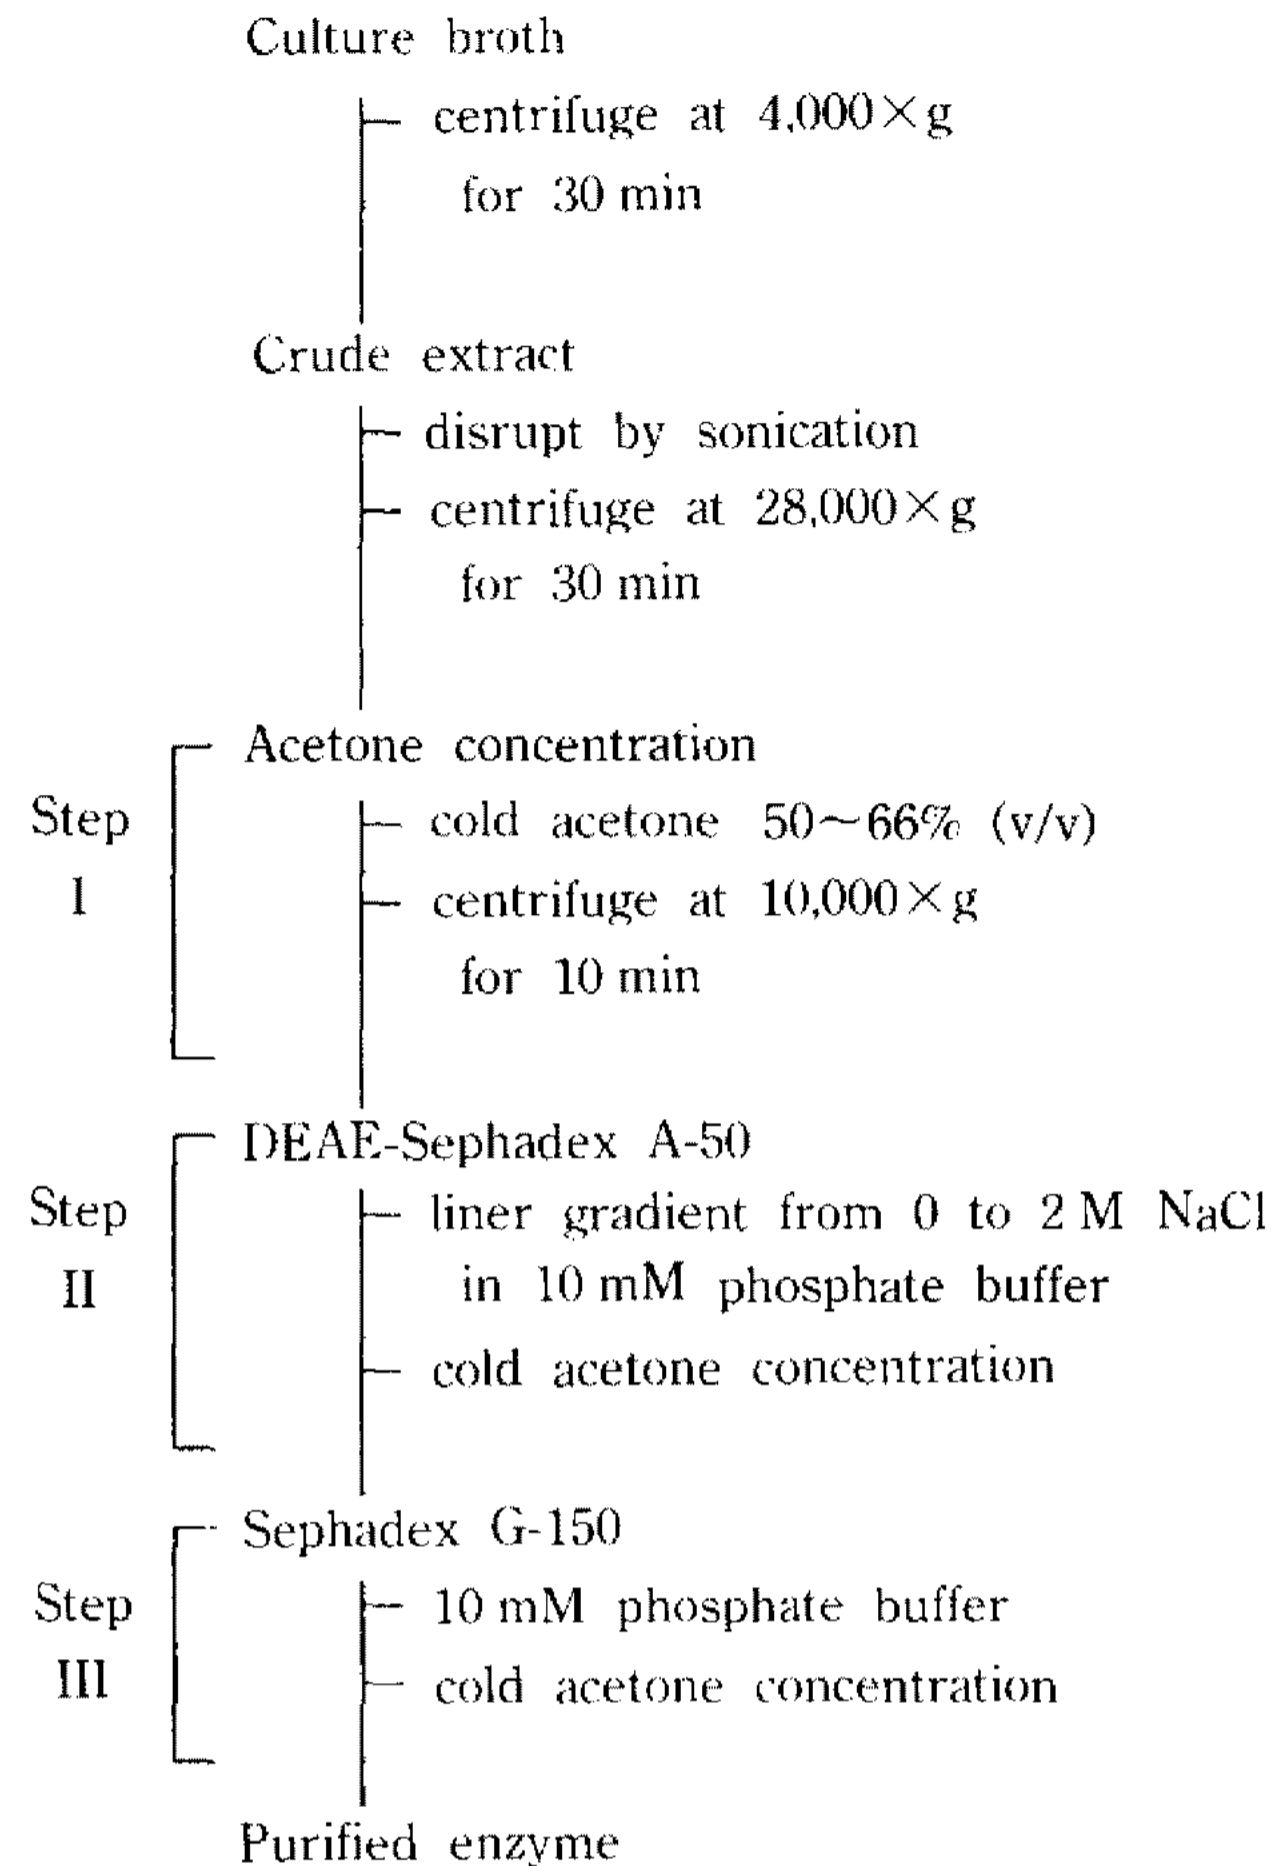 Culture broth
centrifuge at 4,000×g
for 30 min
Crude extract
disrupt by sonication
centrifuge at 28,000×g
for 30 min
Acetone concentration
Step
I
cold acetone 50~66% (v/v)
centrifuge at 10,000×g
for 10 min
DEAE-Sephadex A-50
Step
II
liner gradient from 0 to 2 M NaCl
in 10 mM phosphate buffer
cold acetone concentration
Sephadex G-150
Step
III
10 mM phosphate buffer
cold acetone concentration
Purified enzyme